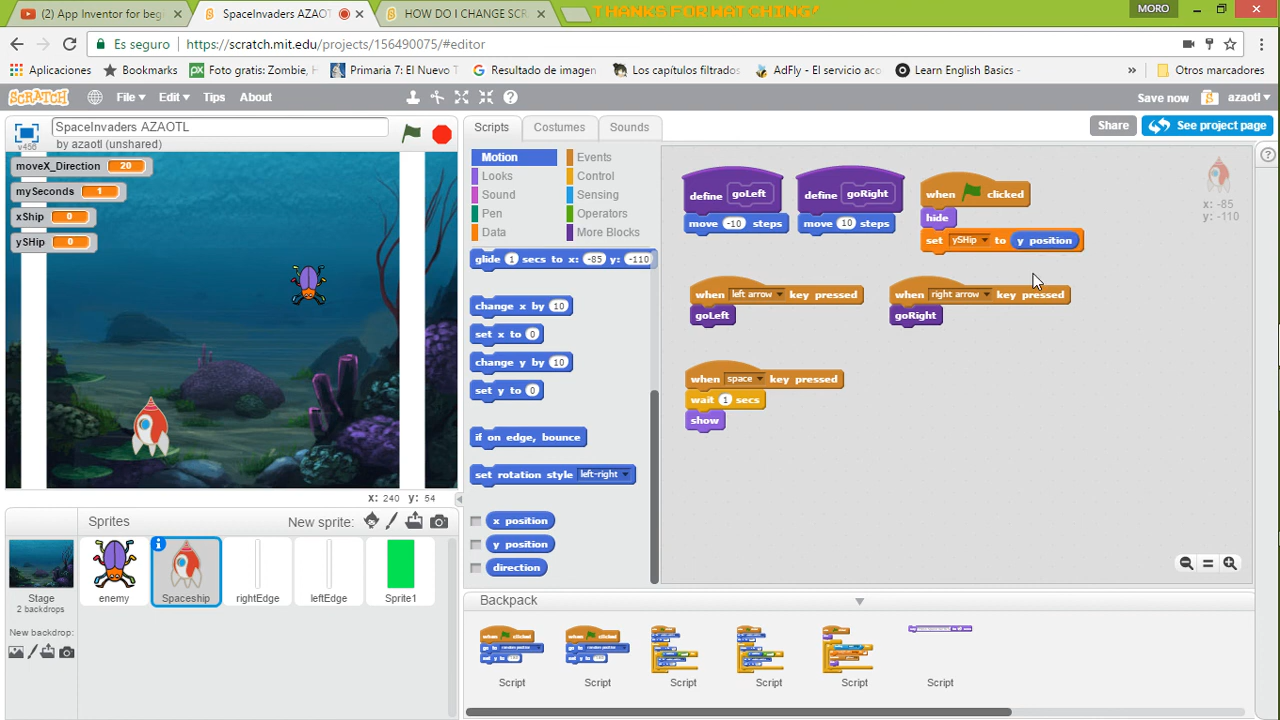 THANKS FOR WATCHING!
MORO
(2) App Inventor for begi
SpaceInvaders AZAOT
HOW DO I CHANGE SCR
Es seguro
https://scratch.mit.edu/projects/156490075/#editor
Aplicaciones
Bookmarks
Foto gratis: Zombie, H
Primaria 7: El Nuevo T
Resultado de imagen
Los capítulos filtrados
AdFly - El servicio aco
Learn English Basics -
»
Otros marcadores
SCRATCH
File
Edit
Tips
About
Save now
azaotl
SpaceInvaders AZAOTL
by azaotl (unshared)
v456
Scripts
Costumes
Sounds
Share
See project page
moveX_Direction 20
mySeconds 1
xShip 0
ySHip 0
Motion
Looks
Sound
Pen
Data
Events
Control
Sensing
Operators
More Blocks
glide 1 secs to x: -85 y: -110
change x by 10
set x to 0
change y by 10
set y to 0
if on edge, bounce
set rotation style left-right
x position
y position
direction
define goLeft
move -10 steps
define goRight
move 10 steps
when clicked
hide
set ySHip to y position
x: -85
y: -110
when left arrow key pressed
goLeft
when right arrow key pressed
goRight
when space key pressed
wait 1 secs
show
x: 240 y: 54
Sprites
New sprite:
Stage
2 backdrops
New backdrop:
enemy
Spaceship
rightEdge
leftEdge
Sprite1
Backpack
Script
Script
Script
Script
Script
Script